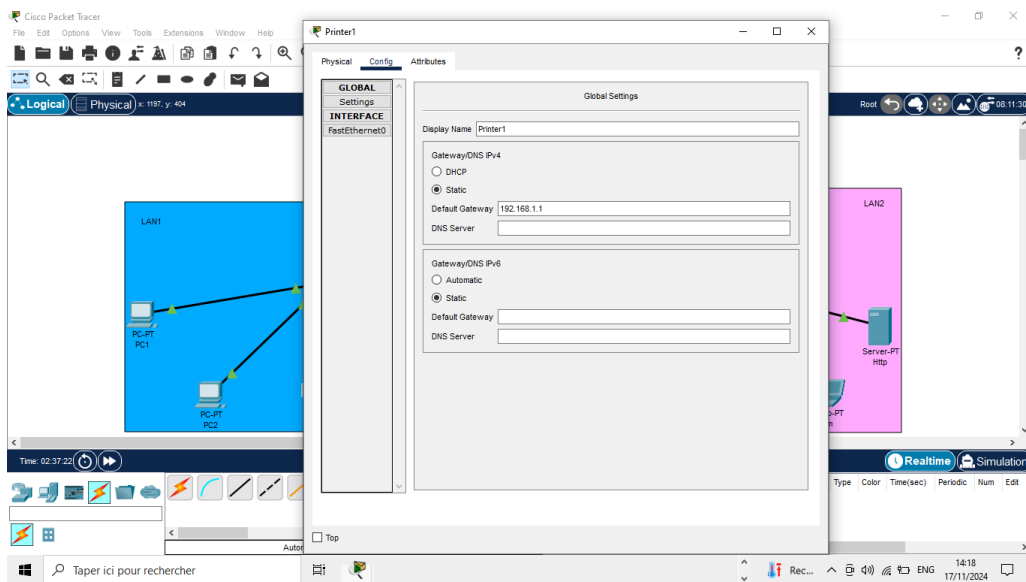 Cisco Packet Tracer
File Edit Options View Tools Extensions Window Help
Logical Physical x: 1197, y: 404
Root 08:11:30
LAN1
PC-PT
PC1
PC-PT
PC2
Printer1
Physical Config Attributes
GLOBAL
Settings
INTERFACE
FastEthernet0
Global Settings
Display Name Printer1
Gateway/DNS IPv4
DHCP
Static
Default Gateway 192.168.1.1
DNS Server
Gateway/DNS IPv6
Automatic
Static
Default Gateway
DNS Server
Top
LAN2
Server-PT
Http
-PT
Time: 02:37:22
Realtime Simulation
Type Color Time(sec) Periodic Num Edit
Auto
Taper ici pour rechercher
Rec... ENG
14:18
17/11/2024